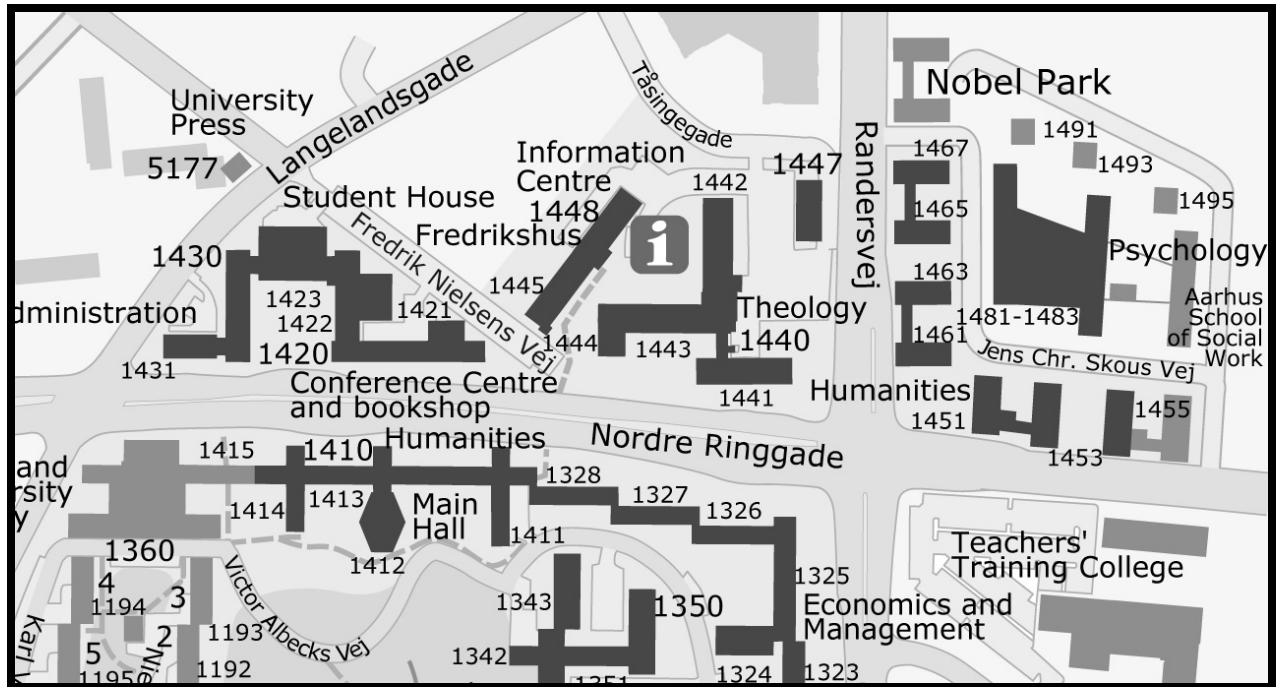 Nobel Park
University
Press
5177
Langelandsgade
Tåsingegade
Randersvej
1491
1493
1495
Information
Centre
1448
Fredrikshus
i
1447
1442
1467
1465
1463
1461
Student House
Fredrik Nielsens Vej
1430
1423
1422
1421
1420
1431
dministration
1445
1444
1443
Theology
1440
1441
Psychology
1481-1483
Aarhus
School
of Social
Work
Jens Chr. Skous Vej
Humanities
1451
1453
1455
Conference Centre
and bookshop
Humanities
Nordre Ringgade
1415
1410
1414
1413
Main
Hall
1411
1412
1328
1327
1326
1325
and
rsity
y
1360
4
1194
3
2
5
1193
1192
1195
Victor Albecks Vej
Karl V
Nie
1343
1350
1342
1351
Economics and
Management
1324
1323
Teachers'
Training College